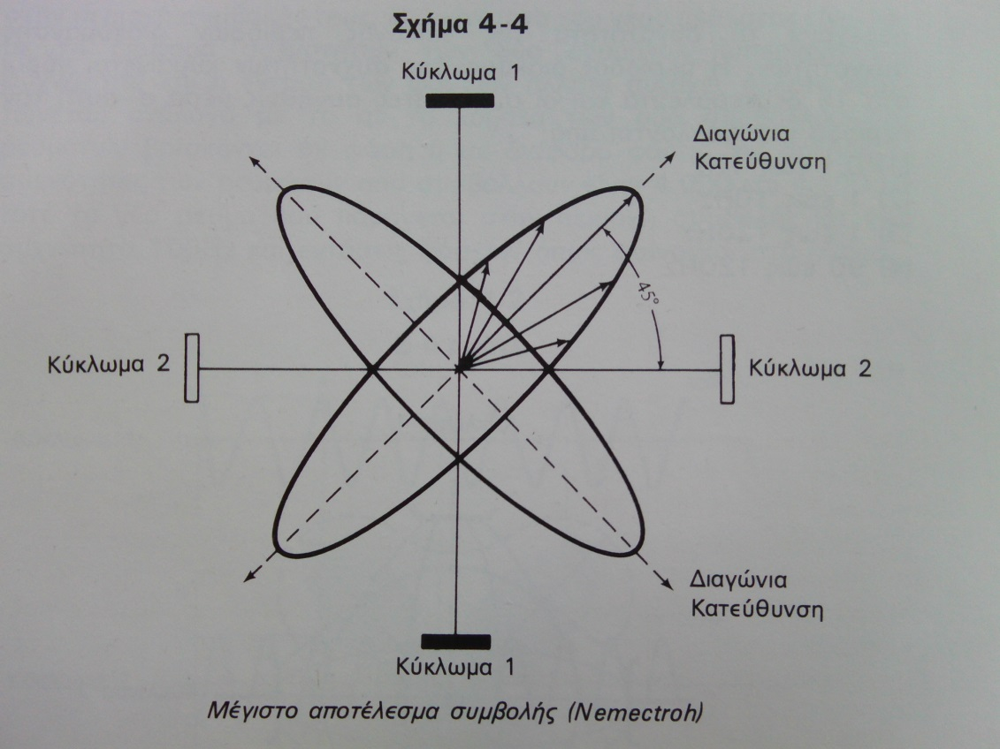 Σχήμα 4-4
Κύκλωμα 1
Διαγώνια
Κατεύθυνση
45°
Κύκλωμα 2
Κύκλωμα 2
Διαγώνια
Κατεύθυνση
Κύκλωμα 1
Μέγιστο αποτέλεσμα συμβολής (Nemectroh)